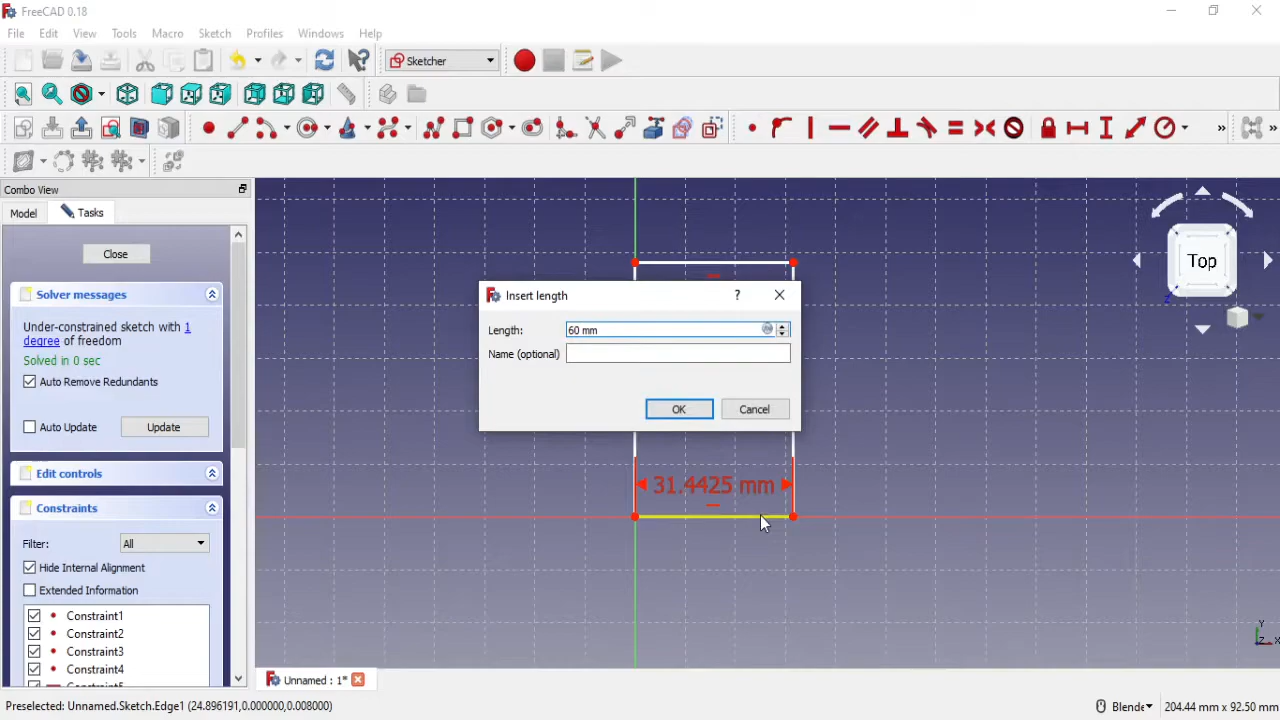 FreeCAD 0.18
File Edit View Tools Macro Sketch Profiles Windows Help
Sketcher
Combo View
Model Tasks
Close
Solver messages
Under-constrained sketch with 1
degree of freedom
Solved in 0 sec
Auto Remove Redundants
Auto Update Update
Edit controls
Constraints
Filter: All
Hide Internal Alignment
Extended Information
Constraint1
Constraint2
Constraint3
Constraint4
Insert length ?
Length: 60 mm
Name (optional)
OK Cancel
31.4425 mm
Top
Z
Y
Z X
Unnamed : 1*
Preselected: Unnamed.Sketch.Edge1 (24.896191,0.000000,0.008000)
Blende
204.44 mm x 92.50 mm